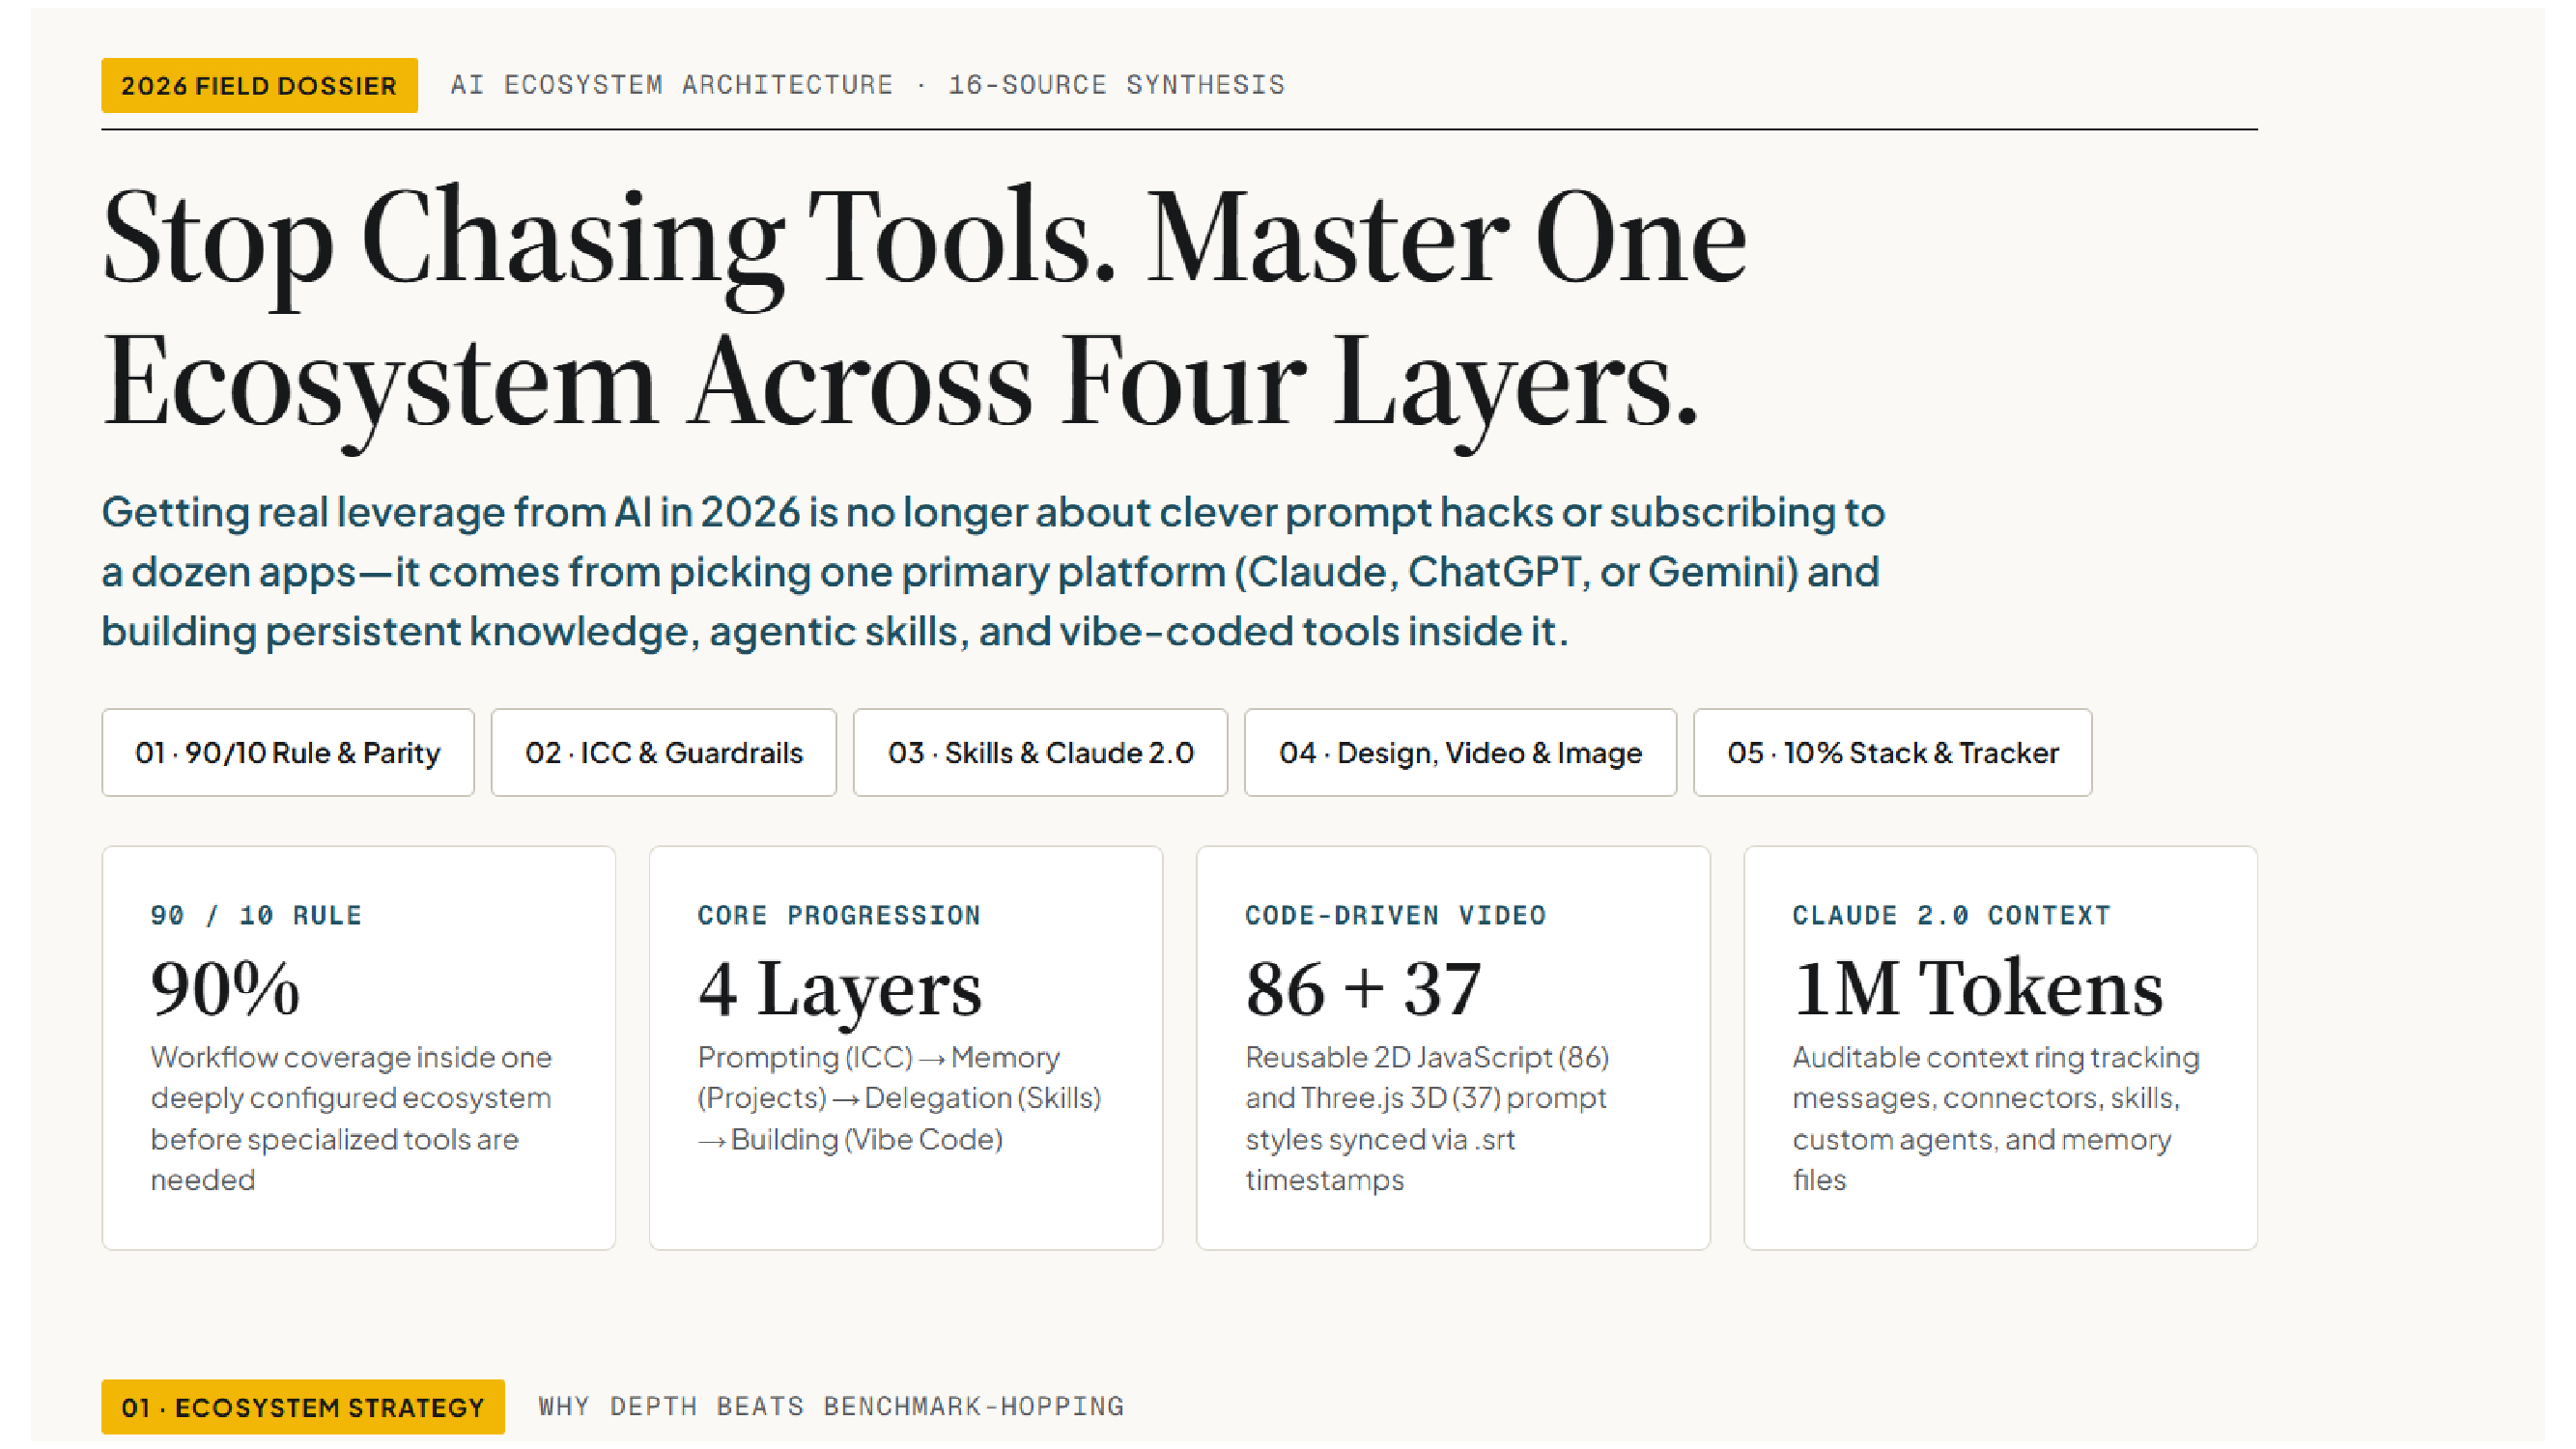 2026 FIELD DOSSIER
AI ECOSYSTEM ARCHITECTURE · 16-SOURCE SYNTHESIS
Stop Chasing Tools. Master One
Ecosystem Across Four Layers.
Getting real leverage from AI in 2026 is no longer about clever prompt hacks or subscribing to
a dozen apps—it comes from picking one primary platform (Claude, ChatGPT, or Gemini) and
building persistent knowledge, agentic skills, and vibe-coded tools inside it.
01 · 90/10 Rule & Parity
02 · ICC & Guardrails
03 · Skills & Claude 2.0
04 · Design, Video & Image
05 · 10% Stack & Tracker
90 / 10 RULE
90%
Workflow coverage inside one
deeply configured ecosystem
before specialized tools are
needed
CORE PROGRESSION
4 Layers
Prompting (ICC) → Memory
(Projects) → Delegation (Skills)
→ Building (Vibe Code)
CODE-DRIVEN VIDEO
86 + 37
Reusable 2D JavaScript (86)
and Three.js 3D (37) prompt
styles synced via .srt
timestamps
CLAUDE 2.0 CONTEXT
1M Tokens
Auditable context ring tracking
messages, connectors, skills,
custom agents, and memory
files
01 · ECOSYSTEM STRATEGY
WHY DEPTH BEATS BENCHMARK-HOPPING